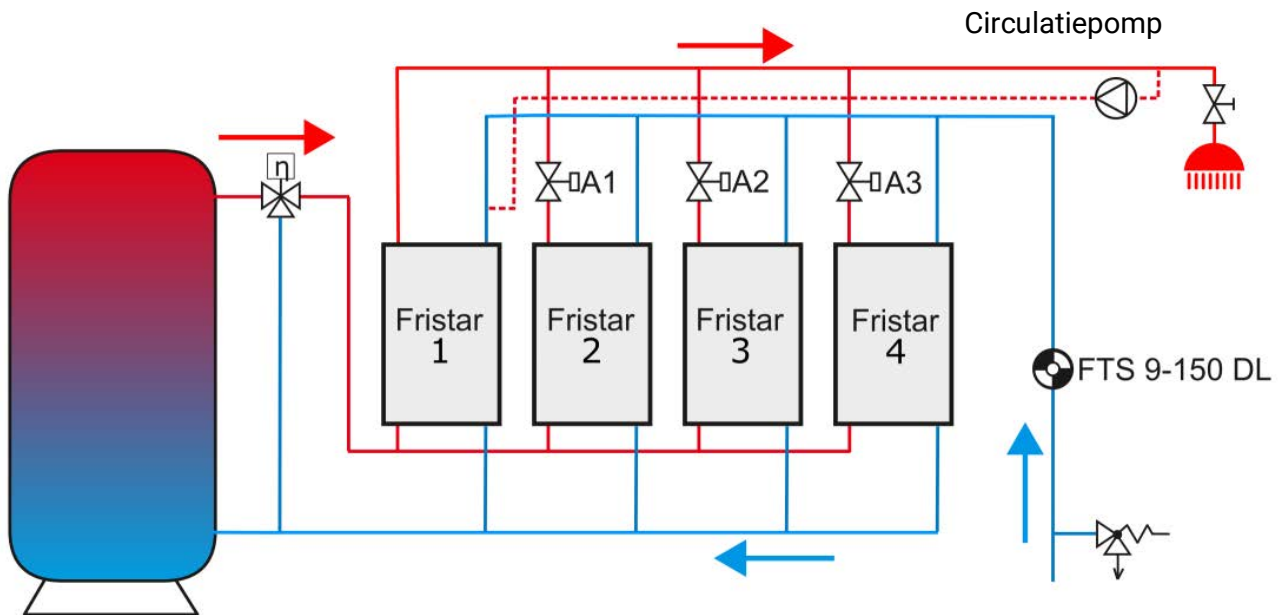 Circulatiepomp
n
A1
A2
A3
Fristar
1
Fristar
2
Fristar
3
Fristar
4
FTS 9-150 DL